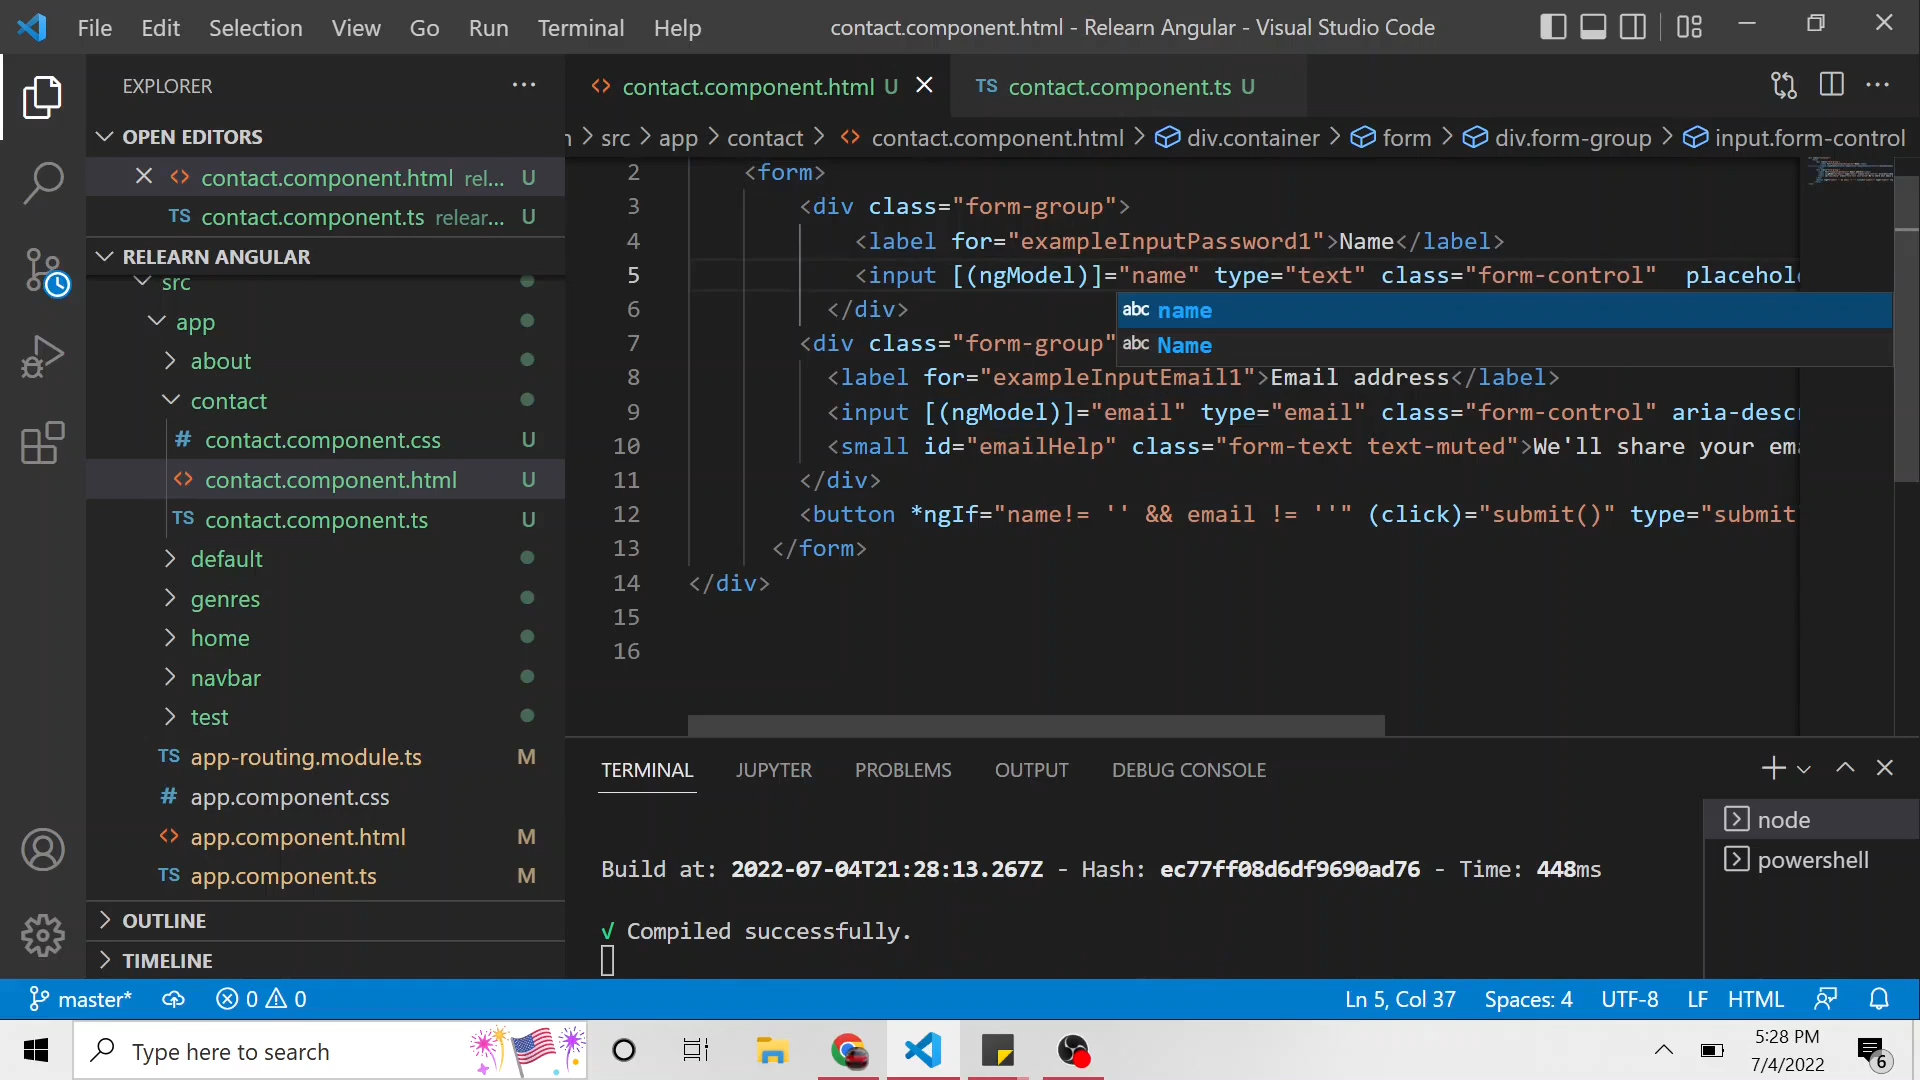 File Edit Selection View Go Run Terminal Help contact.component.html - Relearn Angular - Visual Studio Code
EXPLORER
contact.component.html U
TS contact.component.ts U
OPEN EDITORS
src > app > contact > contact.component.html > div.container > form > div.form-group > input.form-control
contact.component.html rel... U
TS contact.component.ts relear... U
RELEARN ANGULAR
src
app
about
contact
# contact.component.css U
contact.component.html U
TS contact.component.ts U
default
genres
home
navbar
test
TS app-routing.module.ts M
# app.component.css
app.component.html M
TS app.component.ts M
OUTLINE
TIMELINE
2 <form>
3 <div class="form-group">
4 <label for="exampleInputPassword1">Name</label>
5 <input [(ngModel)]="name" type="text" class="form-control" placehol
abc name
6 </div>
abc Name
7 <div class="form-group"
8 <label for="exampleInputEmail1">Email address</label>
9 <input [(ngModel)]="email" type="email" class="form-control" aria-desc
10 <small id="emailHelp" class="form-text text-muted">We'll share your em
11 </div>
12 <button *ngIf="name!= '' && email != ''" (click)="submit()" type="submit
13 </form>
14 </div>
15
16
TERMINAL JUPYTER PROBLEMS OUTPUT DEBUG CONSOLE
node
powershell
Build at: 2022-07-04T21:28:13.267Z - Hash: ec77ff08d6df9690ad76 - Time: 448ms
√ Compiled successfully.
master* 0 0 Ln 5, Col 37 Spaces: 4 UTF-8 LF HTML
Type here to search
5:28 PM
7/4/2022
6